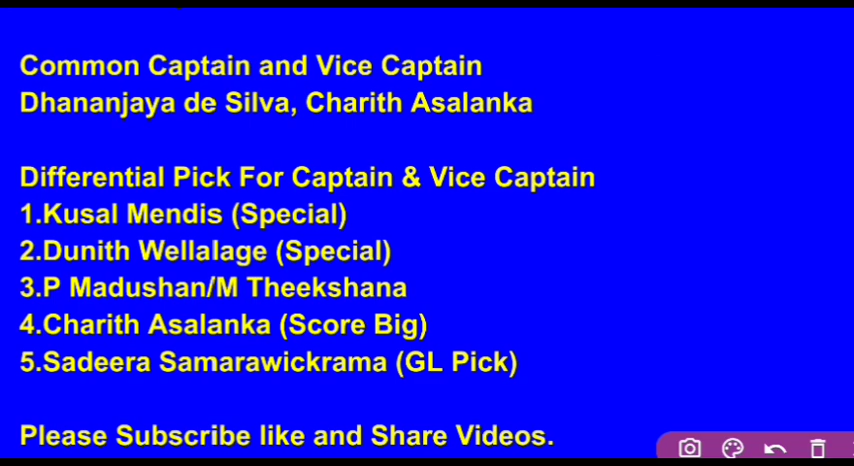 Common Captain and Vice Captain
Dhananjaya de Silva, Charith Asalanka
Differential Pick For Captain & Vice Captain
1.Kusal Mendis (Special)
2.Dunith Wellalage (Special)
3.P Madushan/M Theekshana
4.Charith Asalanka (Score Big)
5.Sadeera Samarawickrama (GL Pick)
Please Subscribe like and Share Videos.